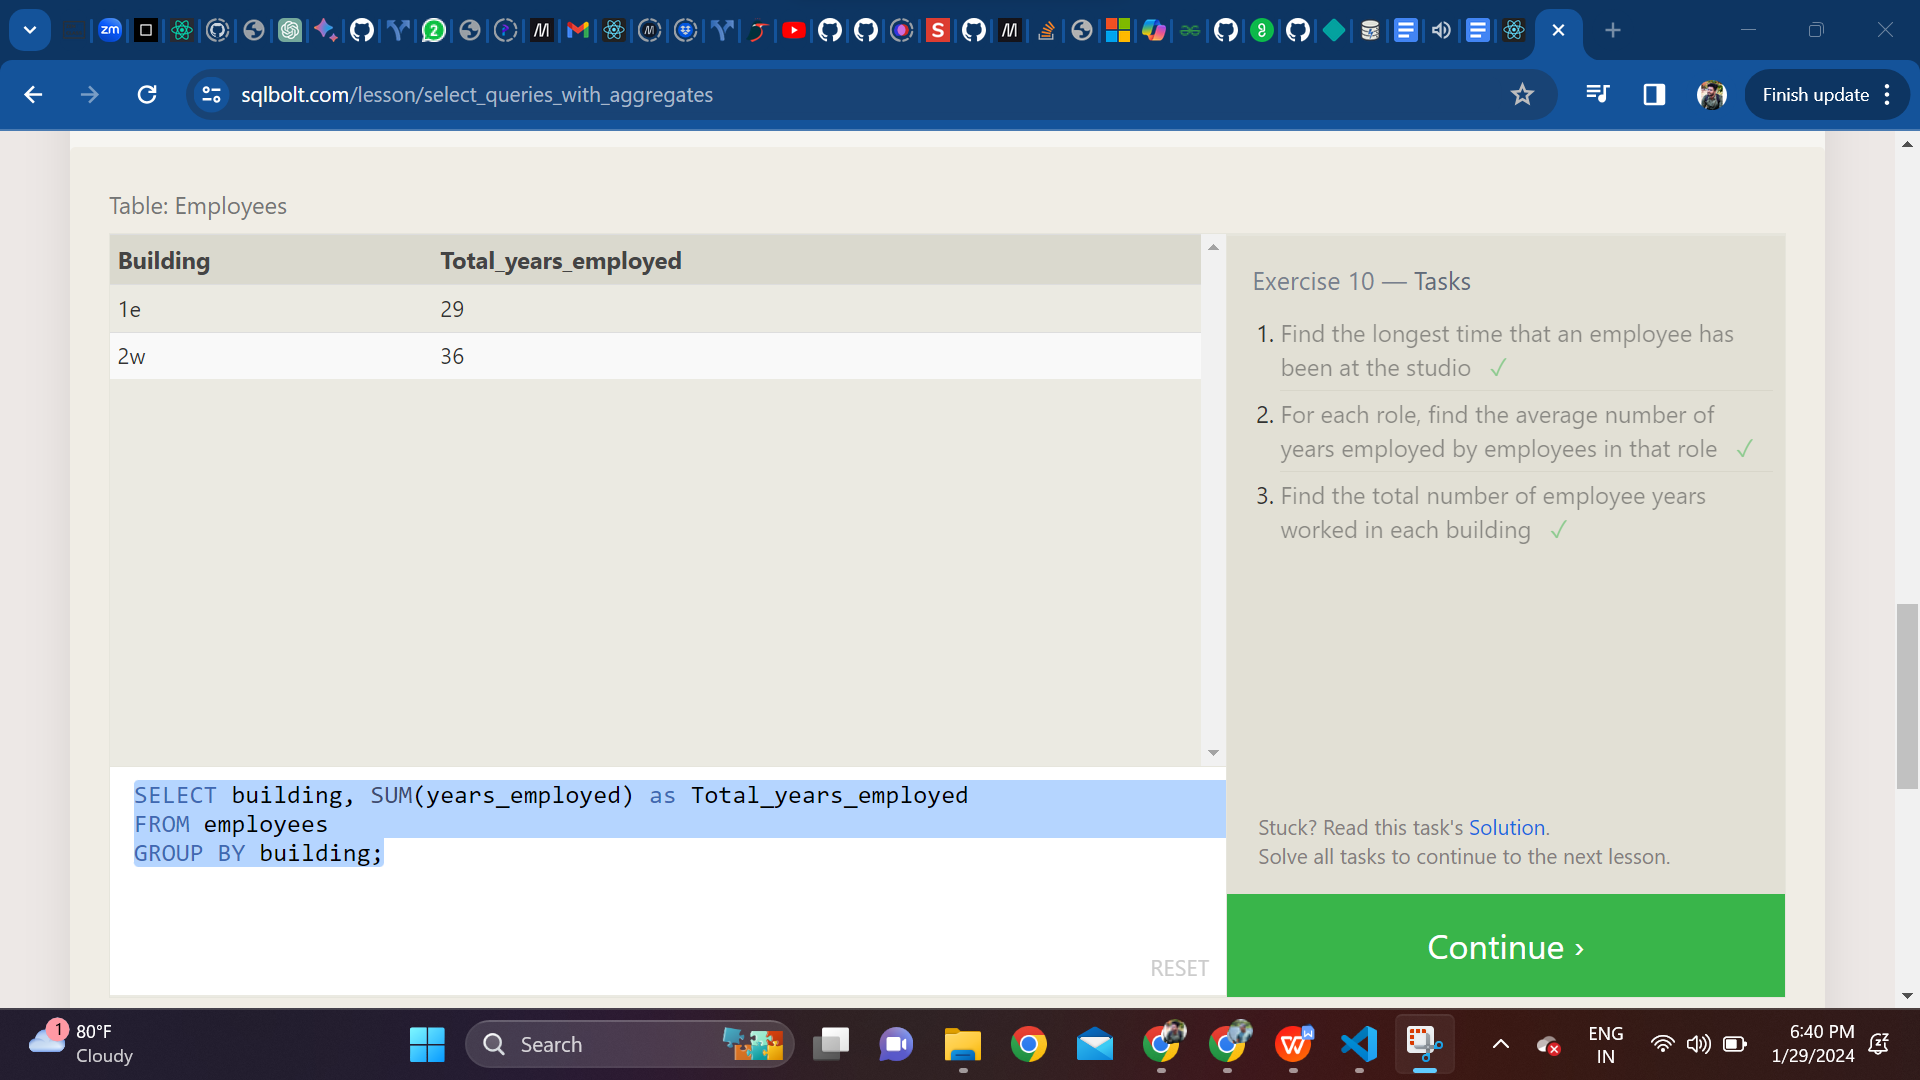 zm
2
S
sqlbolt.com/lesson/select_queries_with_aggregates
Finish update
Table: Employees
Building Total_years_employed
1e 29
2w 36
Exercise 10 — Tasks
1. Find the longest time that an employee has
been at the studio ✓
2. For each role, find the average number of
years employed by employees in that role ✓
3. Find the total number of employee years
worked in each building ✓
SELECT building, SUM(years_employed) as Total_years_employed
FROM employees
GROUP BY building;
RESET
Stuck? Read this task's Solution.
Solve all tasks to continue to the next lesson.
Continue ›
1
80°F
Cloudy
Search
ENG
IN
6:40 PM
1/29/2024